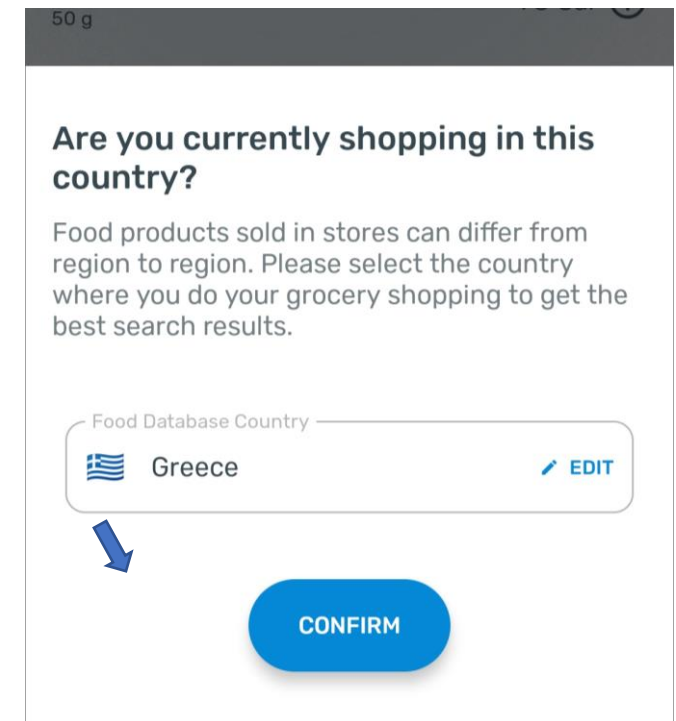 50 g
Are you currently shopping in this
country?
Food products sold in stores can differ from
region to region. Please select the country
where you do your grocery shopping to get the
best search results.
Food Database Country
Greece
EDIT
CONFIRM